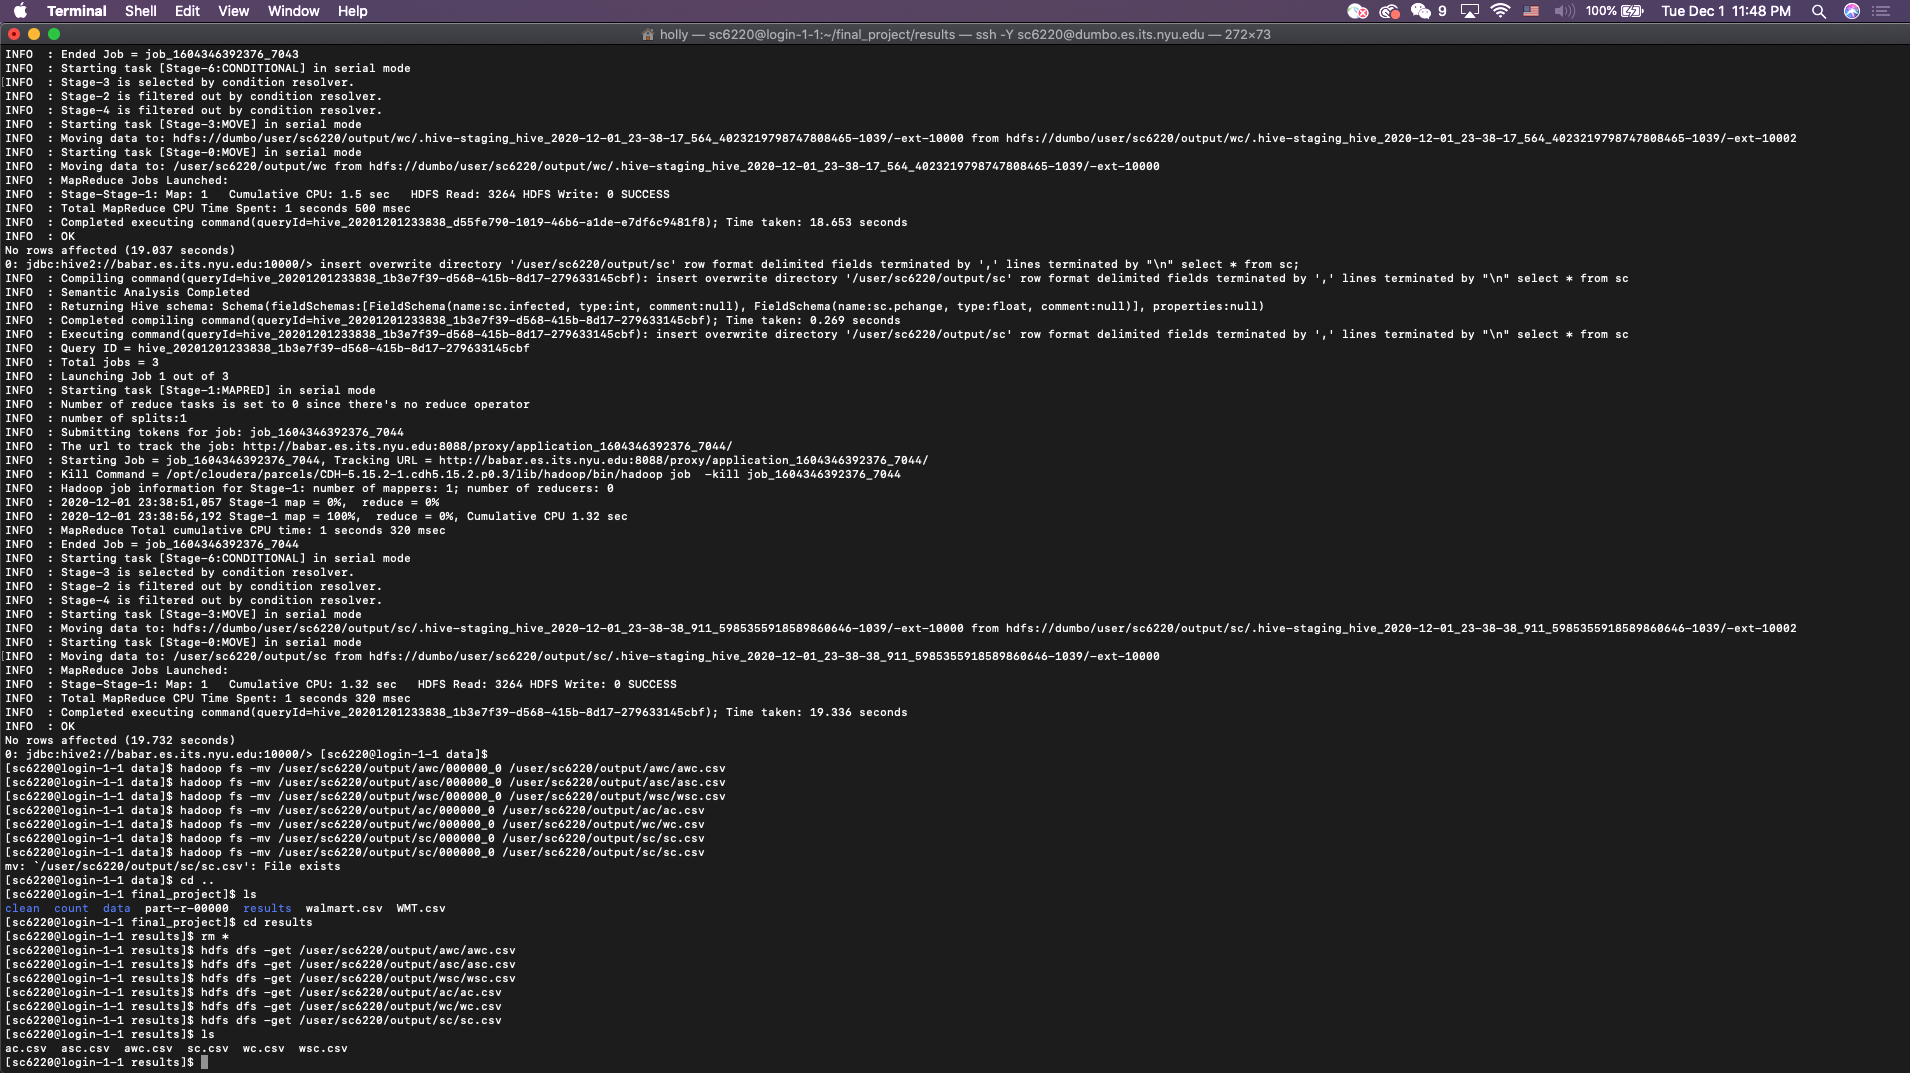 Terminal Shell Edit View Window Help 9 100% Tue Dec 1 11:48 PM
holly — sc6220@login-1-1:~/final_project/results — ssh -Y sc6220@dumbo.es.its.nyu.edu — 272×73
INFO  : Ended Job = job_1604346392376_7043
INFO  : Starting task [Stage-6:CONDITIONAL] in serial mode
[INFO  : Stage-3 is selected by condition resolver.
INFO  : Stage-2 is filtered out by condition resolver.
INFO  : Stage-4 is filtered out by condition resolver.
INFO  : Starting task [Stage-3:MOVE] in serial mode
INFO  : Moving data to: hdfs://dumbo/user/sc6220/output/wc/.hive-staging_hive_2020-12-01_23-38-17_564_4023219798747808465-1039/-ext-10000 from hdfs://dumbo/user/sc6220/output/wc/.hive-staging_hive_2020-12-01_23-38-17_564_4023219798747808465-1039/-ext-10002
INFO  : Starting task [Stage-0:MOVE] in serial mode
INFO  : Moving data to: /user/sc6220/output/wc from hdfs://dumbo/user/sc6220/output/wc/.hive-staging_hive_2020-12-01_23-38-17_564_4023219798747808465-1039/-ext-10000
INFO  : MapReduce Jobs Launched:
INFO  : Stage-Stage-1: Map: 1   Cumulative CPU: 1.5 sec   HDFS Read: 3264 HDFS Write: 0 SUCCESS
INFO  : Total MapReduce CPU Time Spent: 1 seconds 500 msec
INFO  : Completed executing command(queryId=hive_20201201233838_d55fe790-1019-46b6-a1de-e7df6c9481f8); Time taken: 18.653 seconds
INFO  : OK
No rows affected (19.037 seconds)
0: jdbc:hive2://babar.es.its.nyu.edu:10000/> insert overwrite directory '/user/sc6220/output/sc' row format delimited fields terminated by ',' lines terminated by "\n" select * from sc;
INFO  : Compiling command(queryId=hive_20201201233838_1b3e7f39-d568-415b-8d17-279633145cbf): insert overwrite directory '/user/sc6220/output/sc' row format delimited fields terminated by ',' lines terminated by "\n" select * from sc
INFO  : Semantic Analysis Completed
INFO  : Returning Hive schema: Schema(fieldSchemas:[FieldSchema(name:sc.infected, type:int, comment:null), FieldSchema(name:sc.pchange, type:float, comment:null)], properties:null)
INFO  : Completed compiling command(queryId=hive_20201201233838_1b3e7f39-d568-415b-8d17-279633145cbf); Time taken: 0.269 seconds
INFO  : Executing command(queryId=hive_20201201233838_1b3e7f39-d568-415b-8d17-279633145cbf): insert overwrite directory '/user/sc6220/output/sc' row format delimited fields terminated by ',' lines terminated by "\n" select * from sc
INFO  : Query ID = hive_20201201233838_1b3e7f39-d568-415b-8d17-279633145cbf
INFO  : Total jobs = 3
INFO  : Launching Job 1 out of 3
INFO  : Starting task [Stage-1:MAPRED] in serial mode
INFO  : Number of reduce tasks is set to 0 since there's no reduce operator
INFO  : number of splits:1
INFO  : Submitting tokens for job: job_1604346392376_7044
INFO  : The url to track the job: http://babar.es.its.nyu.edu:8088/proxy/application_1604346392376_7044/
INFO  : Starting Job = job_1604346392376_7044, Tracking URL = http://babar.es.its.nyu.edu:8088/proxy/application_1604346392376_7044/
INFO  : Kill Command = /opt/cloudera/parcels/CDH-5.15.2-1.cdh5.15.2.p0.3/lib/hadoop/bin/hadoop job  -kill job_1604346392376_7044
INFO  : Hadoop job information for Stage-1: number of mappers: 1; number of reducers: 0
INFO  : 2020-12-01 23:38:51,057 Stage-1 map = 0%,  reduce = 0%
INFO  : 2020-12-01 23:38:56,192 Stage-1 map = 100%,  reduce = 0%, Cumulative CPU 1.32 sec
INFO  : MapReduce Total cumulative CPU time: 1 seconds 320 msec
INFO  : Ended Job = job_1604346392376_7044
INFO  : Starting task [Stage-6:CONDITIONAL] in serial mode
INFO  : Stage-3 is selected by condition resolver.
INFO  : Stage-2 is filtered out by condition resolver.
INFO  : Stage-4 is filtered out by condition resolver.
INFO  : Starting task [Stage-3:MOVE] in serial mode
INFO  : Moving data to: hdfs://dumbo/user/sc6220/output/sc/.hive-staging_hive_2020-12-01_23-38-38_911_5985355918589860646-1039/-ext-10000 from hdfs://dumbo/user/sc6220/output/sc/.hive-staging_hive_2020-12-01_23-38-38_911_5985355918589860646-1039/-ext-10002
INFO  : Starting task [Stage-0:MOVE] in serial mode
[INFO  : Moving data to: /user/sc6220/output/sc from hdfs://dumbo/user/sc6220/output/sc/.hive-staging_hive_2020-12-01_23-38-38_911_5985355918589860646-1039/-ext-10000
INFO  : MapReduce Jobs Launched:
INFO  : Stage-Stage-1: Map: 1   Cumulative CPU: 1.32 sec   HDFS Read: 3264 HDFS Write: 0 SUCCESS
INFO  : Total MapReduce CPU Time Spent: 1 seconds 320 msec
INFO  : Completed executing command(queryId=hive_20201201233838_1b3e7f39-d568-415b-8d17-279633145cbf); Time taken: 19.336 seconds
INFO  : OK
No rows affected (19.732 seconds)
0: jdbc:hive2://babar.es.its.nyu.edu:10000/> [sc6220@login-1-1 data]$
[sc6220@login-1-1 data]$ hadoop fs -mv /user/sc6220/output/awc/000000_0 /user/sc6220/output/awc/awc.csv
[sc6220@login-1-1 data]$ hadoop fs -mv /user/sc6220/output/asc/000000_0 /user/sc6220/output/asc/asc.csv
[sc6220@login-1-1 data]$ hadoop fs -mv /user/sc6220/output/wsc/000000_0 /user/sc6220/output/wsc/wsc.csv
[sc6220@login-1-1 data]$ hadoop fs -mv /user/sc6220/output/ac/000000_0 /user/sc6220/output/ac/ac.csv
[sc6220@login-1-1 data]$ hadoop fs -mv /user/sc6220/output/wc/000000_0 /user/sc6220/output/wc/wc.csv
[sc6220@login-1-1 data]$ hadoop fs -mv /user/sc6220/output/sc/000000_0 /user/sc6220/output/sc/sc.csv
[sc6220@login-1-1 data]$ hadoop fs -mv /user/sc6220/output/sc/000000_0 /user/sc6220/output/sc/sc.csv
mv: `/user/sc6220/output/sc/sc.csv': File exists
[sc6220@login-1-1 data]$ cd ..
[sc6220@login-1-1 final_project]$ ls
clean  count  data  part-r-00000  results  walmart.csv  WMT.csv
[sc6220@login-1-1 final_project]$ cd results
[sc6220@login-1-1 results]$ rm *
[sc6220@login-1-1 results]$ hdfs dfs -get /user/sc6220/output/awc/awc.csv
[sc6220@login-1-1 results]$ hdfs dfs -get /user/sc6220/output/asc/asc.csv
[sc6220@login-1-1 results]$ hdfs dfs -get /user/sc6220/output/wsc/wsc.csv
[sc6220@login-1-1 results]$ hdfs dfs -get /user/sc6220/output/ac/ac.csv
[sc6220@login-1-1 results]$ hdfs dfs -get /user/sc6220/output/wc/wc.csv
[sc6220@login-1-1 results]$ hdfs dfs -get /user/sc6220/output/sc/sc.csv
[sc6220@login-1-1 results]$ ls
ac.csv  asc.csv  awc.csv  sc.csv  wc.csv  wsc.csv
[sc6220@login-1-1 results]$